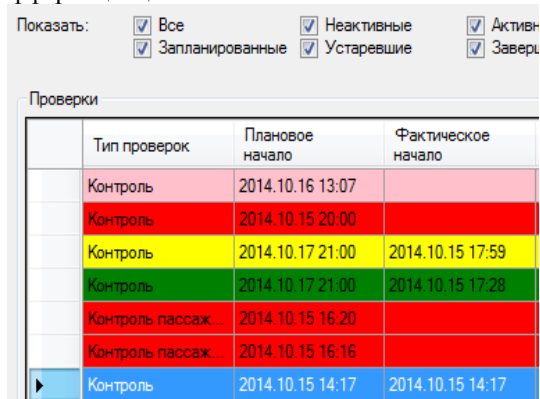 Показать: Все Неактивные
Запланированные Устаревшие
Проверки
Тип проверок Плановое начало Фактическое начало
Контроль 2014.10.16 13:07
Контроль 2014.10.15 20:00
Контроль 2014.10.17 21:00 2014.10.15 17:59
Контроль 2014.10.17 21:00 2014.10.15 17:28
Контроль пассаж... 2014.10.15 16:20
Контроль пассаж... 2014.10.15 16:16
Контроль 2014.10.15 14:17 2014.10.15 14:17